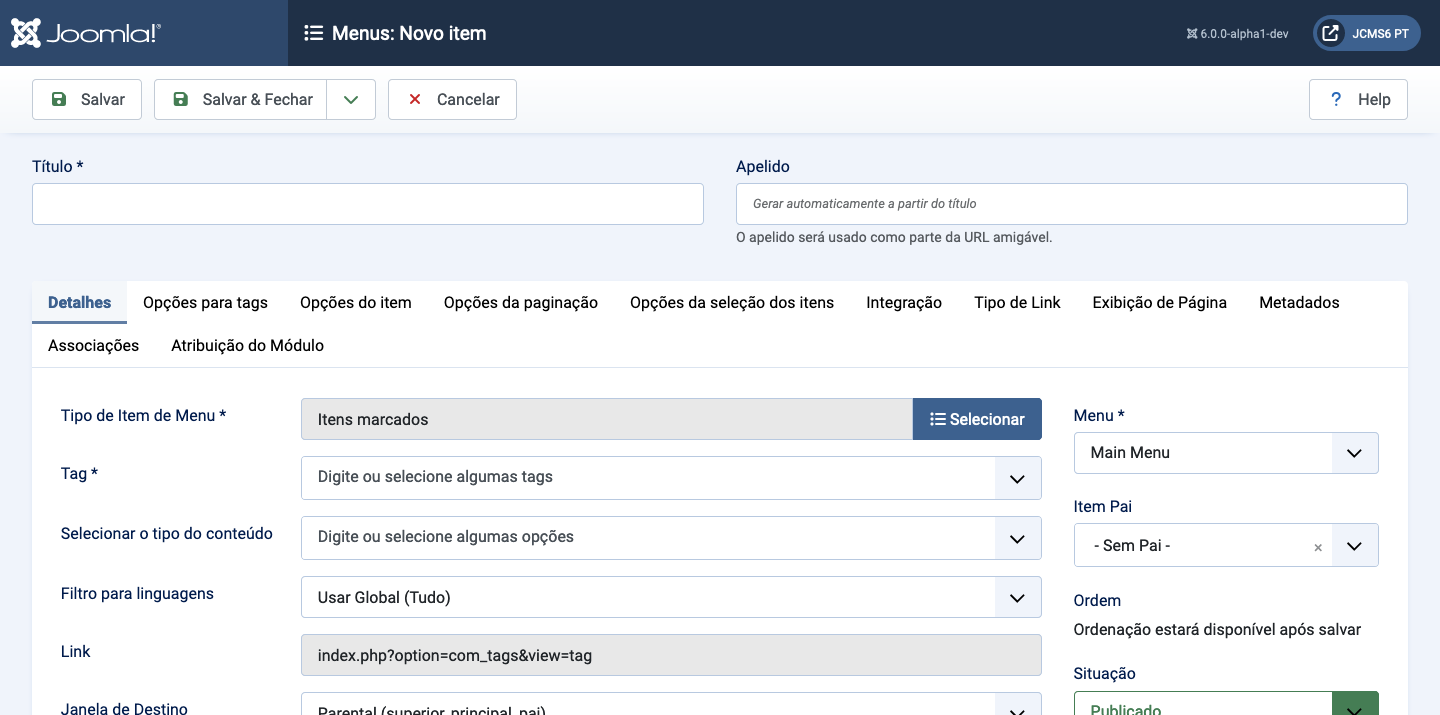 Joomla!®
Menus: Novo item
6.0.0-alpha1-dev
JCMS6 PT
Salvar
Salvar & Fechar
Cancelar
? Help
Título *
Apelido
Gerar automaticamente a partir do título
O apelido será usado como parte da URL amigável.
Detalhes Opções para tags Opções do item Opções da paginação Opções da seleção dos itens Integração Tipo de Link Exibição de Página Metadados
Associações Atribuição do Módulo
Tipo de Item de Menu *
Itens marcados
Selecionar
Tag *
Digite ou selecione algumas tags
Selecionar o tipo do conteúdo
Digite ou selecione algumas opções
Filtro para linguagens
Usar Global (Tudo)
Link
index.php?option=com_tags&view=tag
Janela de Destino
Parental (superior, principal, pai)
Menu *
Main Menu
Item Pai
- Sem Pai -
×
Ordem
Ordenação estará disponível após salvar
Situação
Publicado